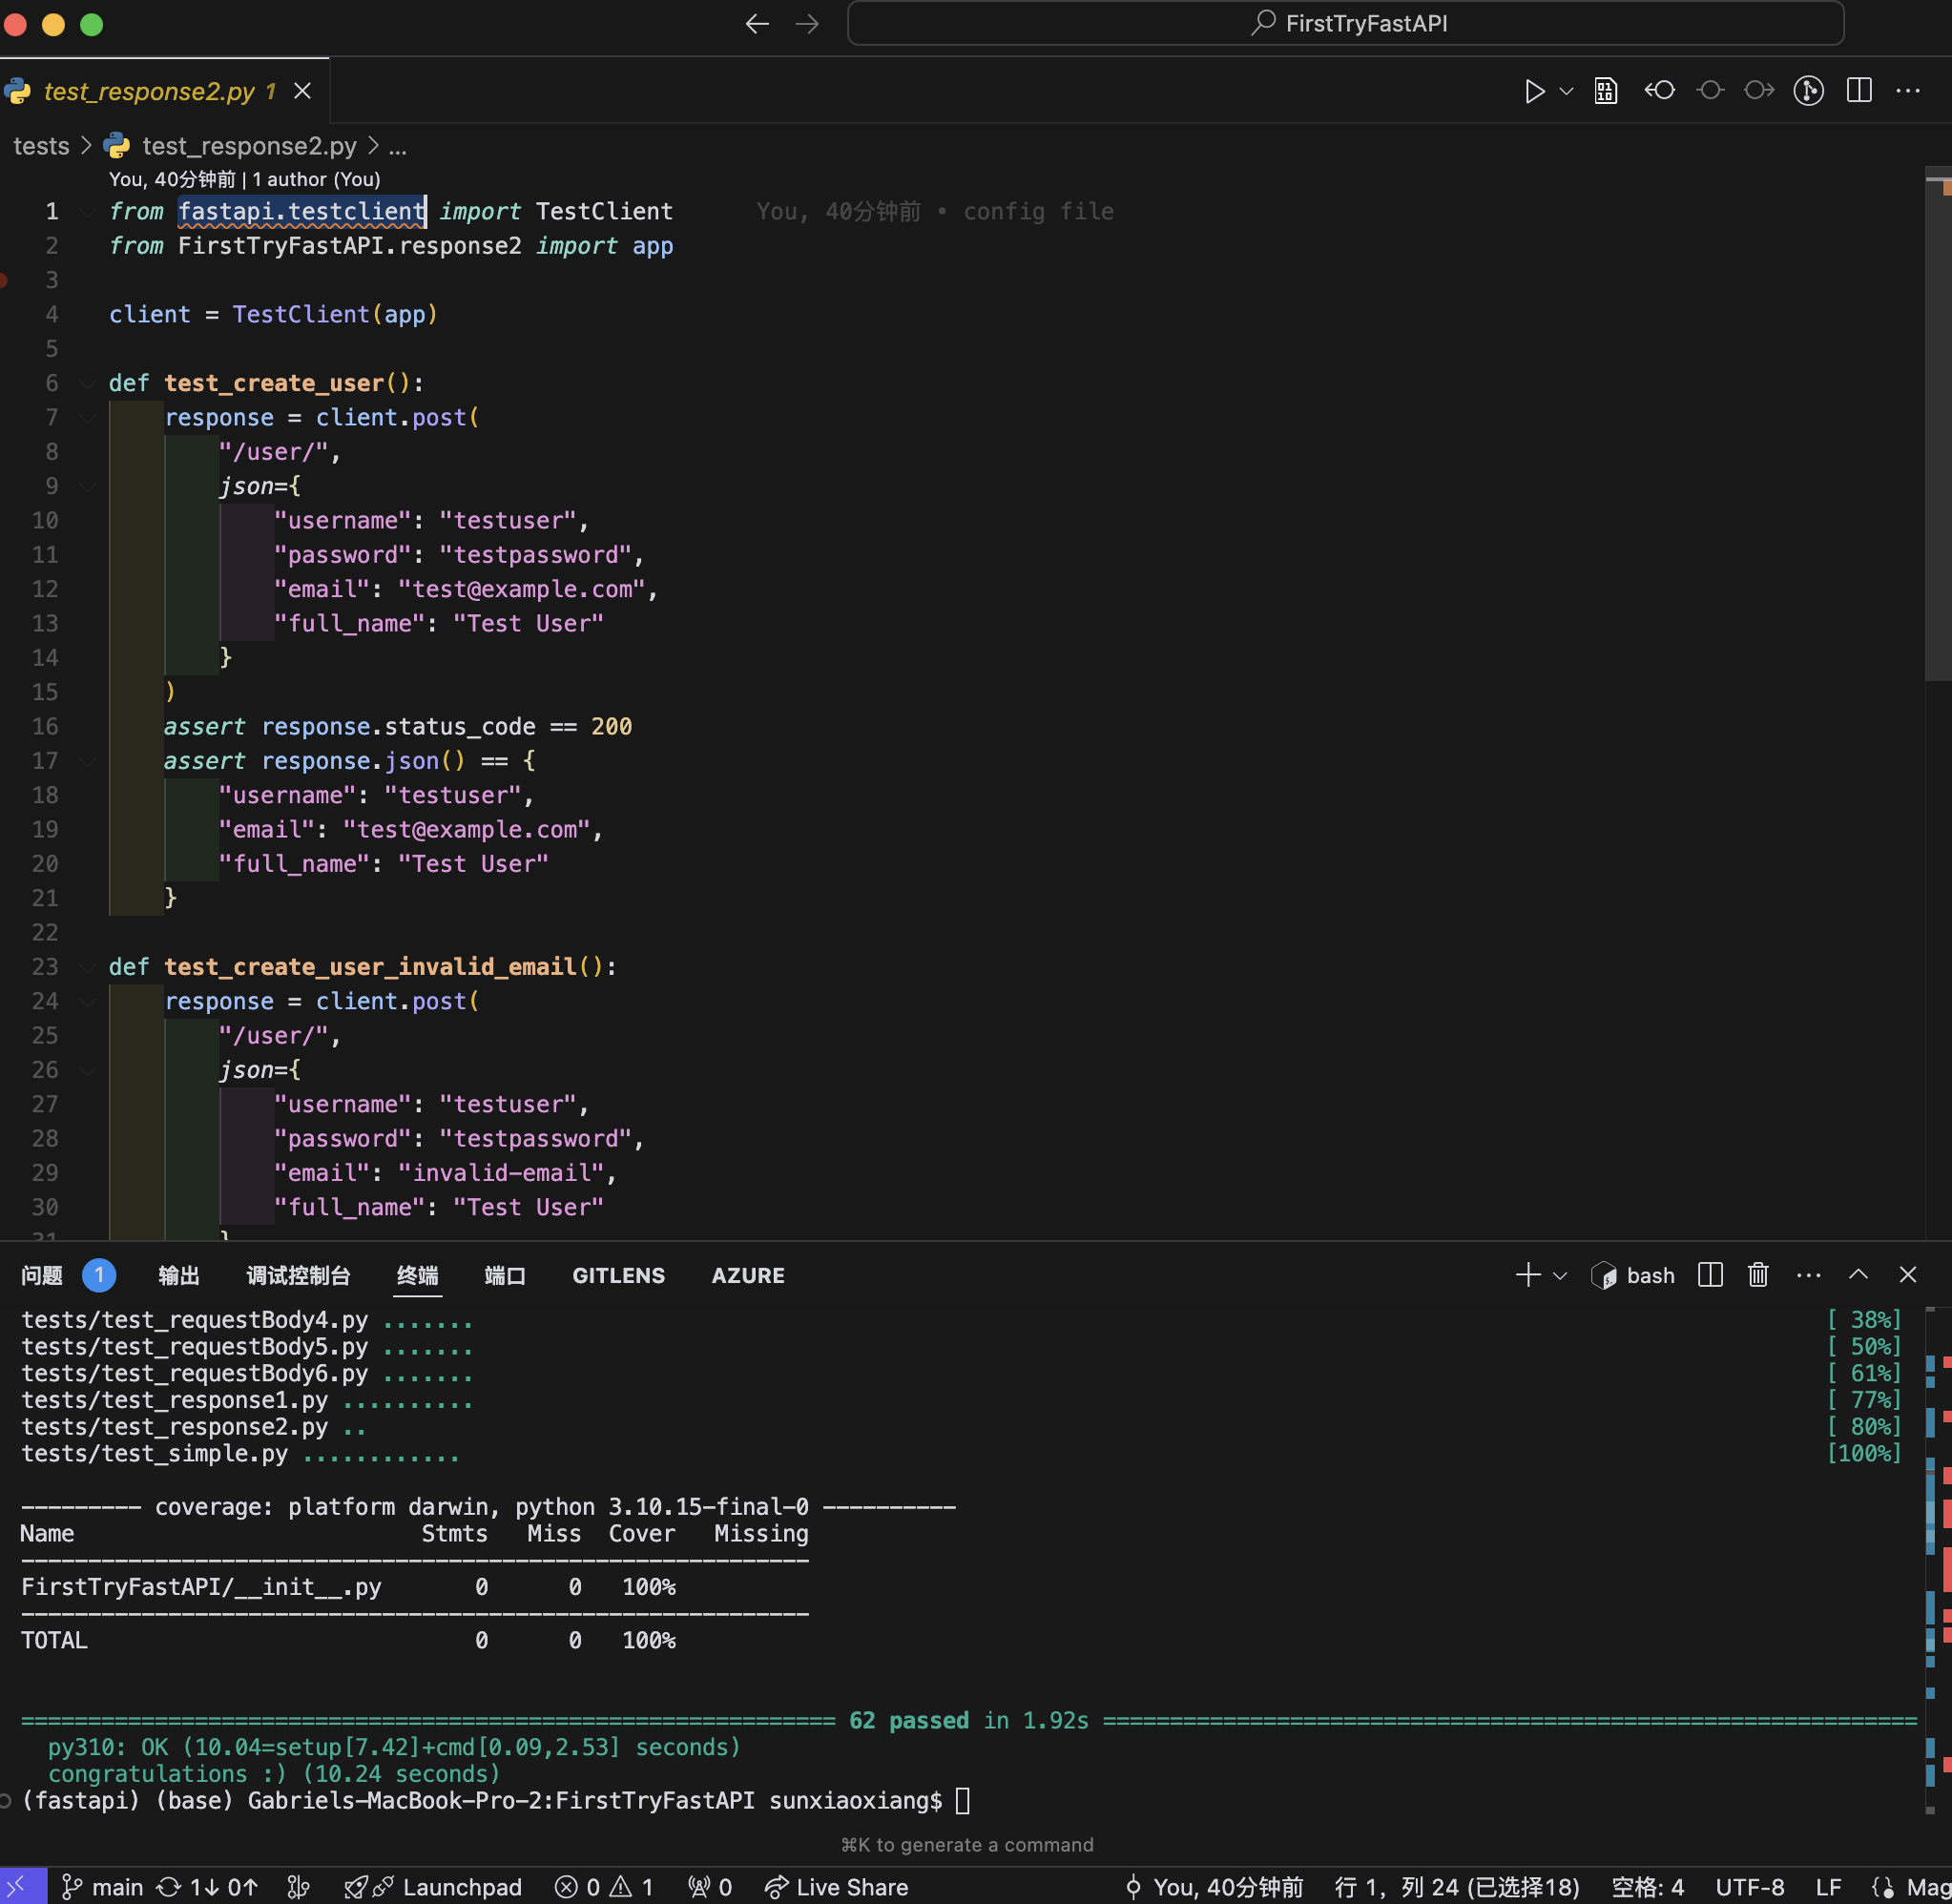 FirstTryFastAPI
test_response2.py 1
tests > test_response2.py > ...
You, 40分钟前 | 1 author (You)
1 from fastapi.testclient import TestClient You, 40分钟前 • config file
2 from FirstTryFastAPI.response2 import app
3
4 client = TestClient(app)
5
6 def test_create_user():
7 response = client.post(
8 "/user/",
9 json={
10 "username": "testuser",
11 "password": "testpassword",
12 "email": "test@example.com",
13 "full_name": "Test User"
14 }
15 )
16 assert response.status_code == 200
17 assert response.json() == {
18 "username": "testuser",
19 "email": "test@example.com",
20 "full_name": "Test User"
21 }
22
23 def test_create_user_invalid_email():
24 response = client.post(
25 "/user/",
26 json={
27 "username": "testuser",
28 "password": "testpassword",
29 "email": "invalid-email",
30 "full_name": "Test User"
31 }
问题 1 输出 调试控制台 终端 端口 GITLENS AZURE bash
tests/test_requestBody4.py ....... [ 38%]
tests/test_requestBody5.py ....... [ 50%]
tests/test_requestBody6.py ....... [ 61%]
tests/test_response1.py .......... [ 77%]
tests/test_response2.py .. [ 80%]
tests/test_simple.py ............ [100%]
--------- coverage: platform darwin, python 3.10.15-final-0 ----------
Name Stmts Miss Cover Missing
-----------------------------------------------------------
FirstTryFastAPI/__init__.py 0 0 100%
-----------------------------------------------------------
TOTAL 0 0 100%
============================================================= 62 passed in 1.92s =============================================================
py310: OK (10.04=setup[7.42]+cmd[0.09,2.53] seconds)
congratulations :) (10.24 seconds)
(fastapi) (base) Gabriels-MacBook-Pro-2:FirstTryFastAPI sunxiaoxiang$
⌘K to generate a command
main 1↓ 0↑ Launchpad 0 1 0 Live Share You, 40分钟前 行 1, 列 24 (已选择18) 空格: 4 UTF-8 LF {} Mag